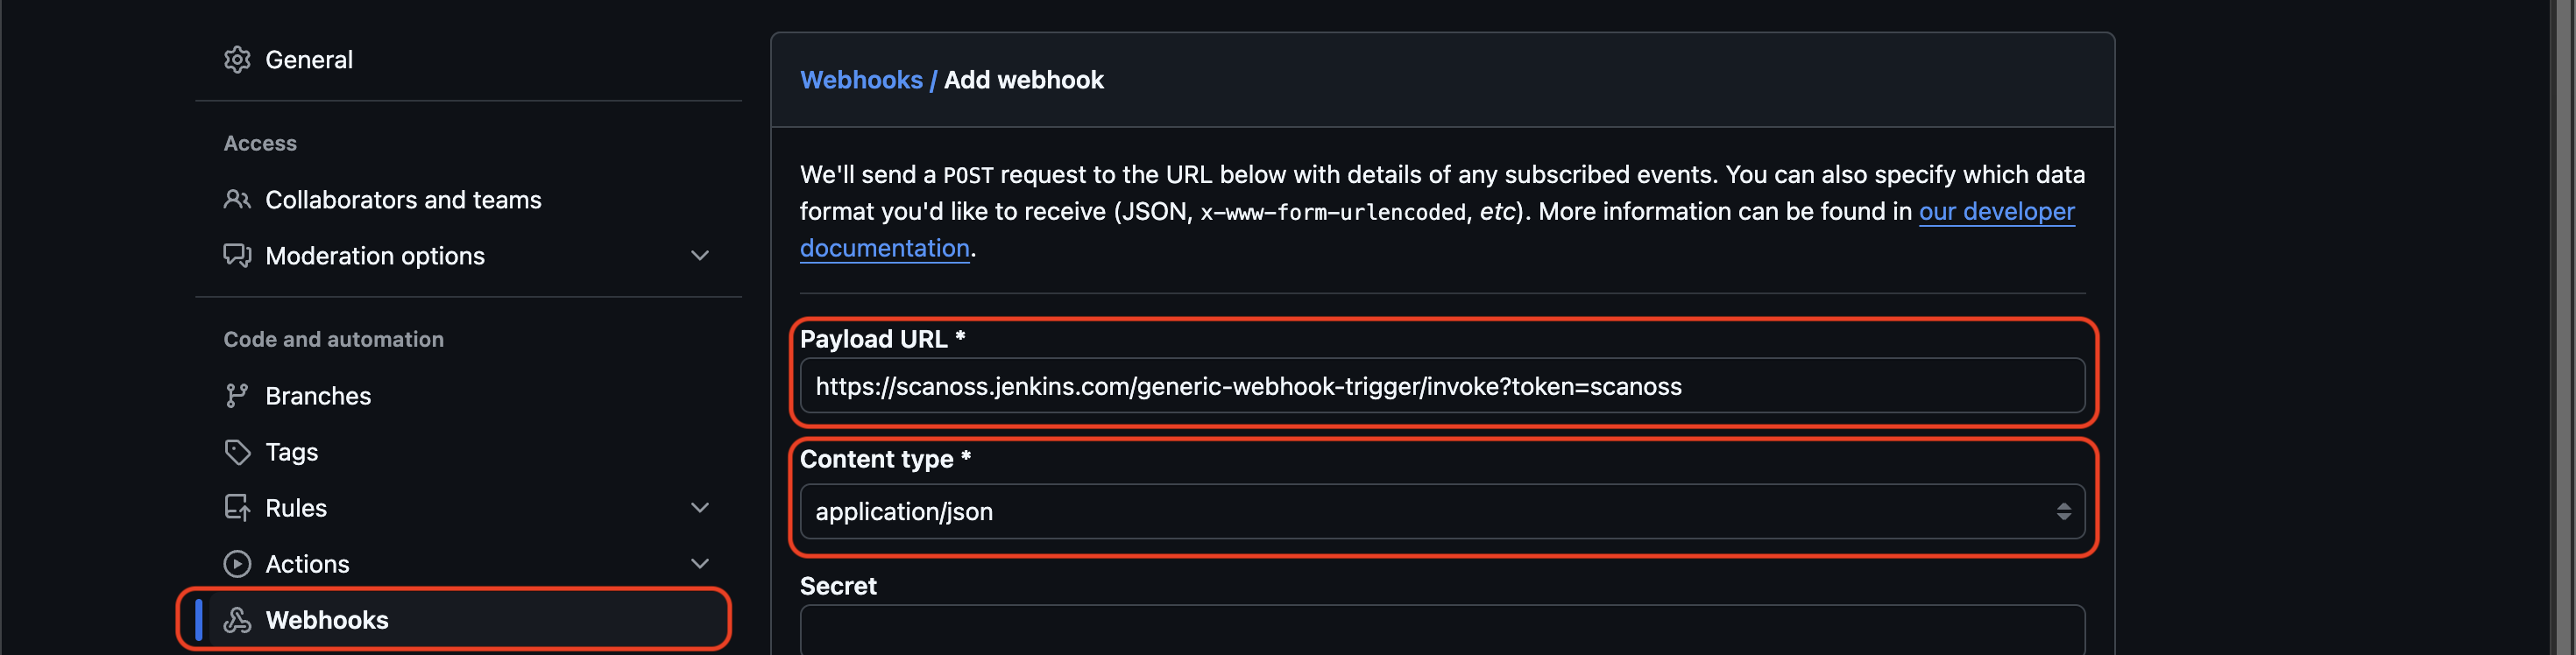 General
Access
Collaborators and teams
Moderation options
Code and automation
Branches
Tags
Rules
Actions
Webhooks
Webhooks / Add webhook
We'll send a POST request to the URL below with details of any subscribed events. You can also specify which data
format you'd like to receive (JSON, x-www-form-urlencoded, etc). More information can be found in our developer
documentation.
Payload URL *
https://scanoss.jenkins.com/generic-webhook-trigger/invoke?token=scanoss
Content type *
application/json
Secret